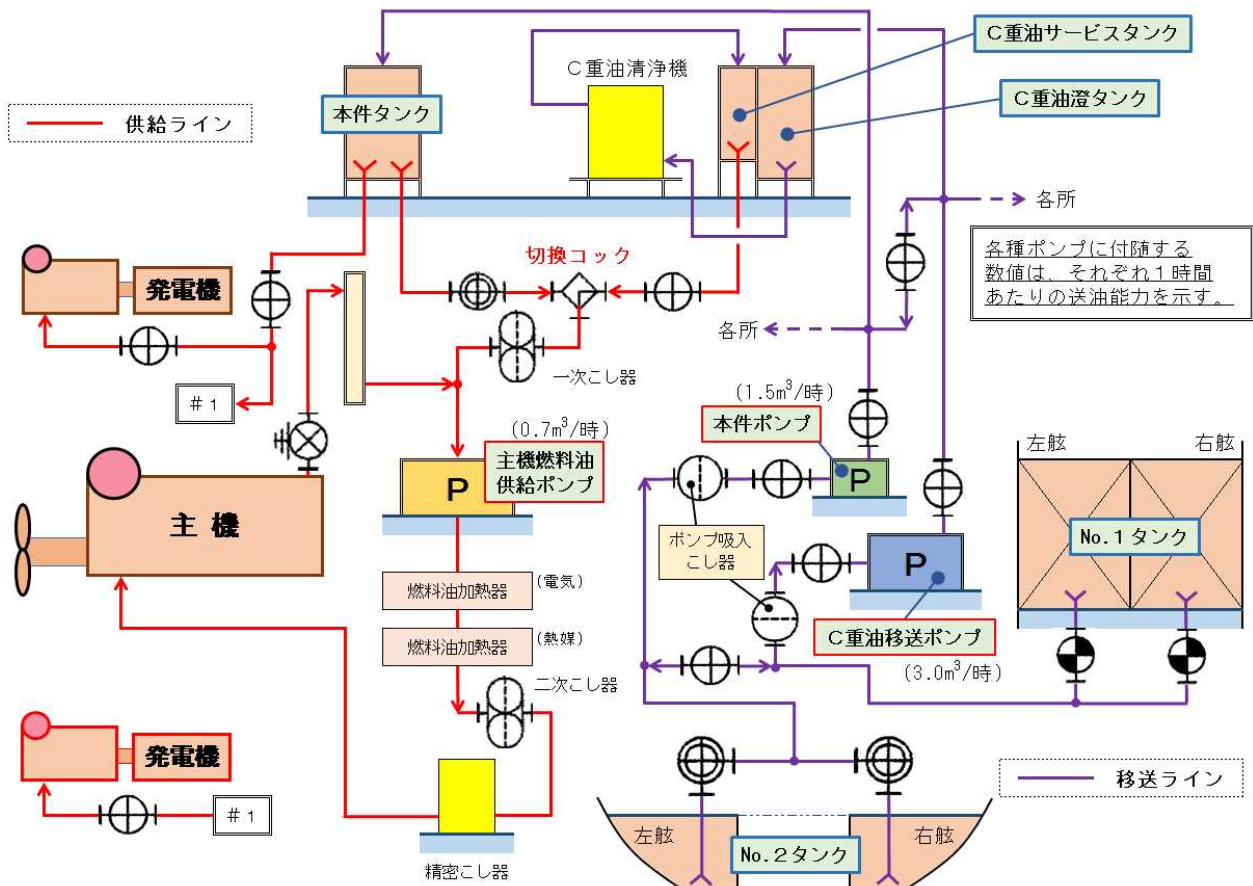 C重油サービスタンク
C重油清浄機
本件タンク
C重油澄タンク
供給ライン
各所
切換コック
各種ポンプに付随する
数値は、それぞれ1時間
あたりの送油能力を示す。
発電機
各所
一次こし器
(1.5m³/時)
#1
本件ポンプ
(0.7m³/時)
左舷
右舷
主機燃料油
供給ポンプ
P
P
主機
ポンプ吸入
こし器
No.1タンク
P
燃料油加熱器
(電気)
燃料油加熱器
(熱媒)
C重油移送ポンプ
(3.0m³/時)
二次こし器
発電機
移送ライン
#1
左舷
右舷
No.2タンク
精密こし器